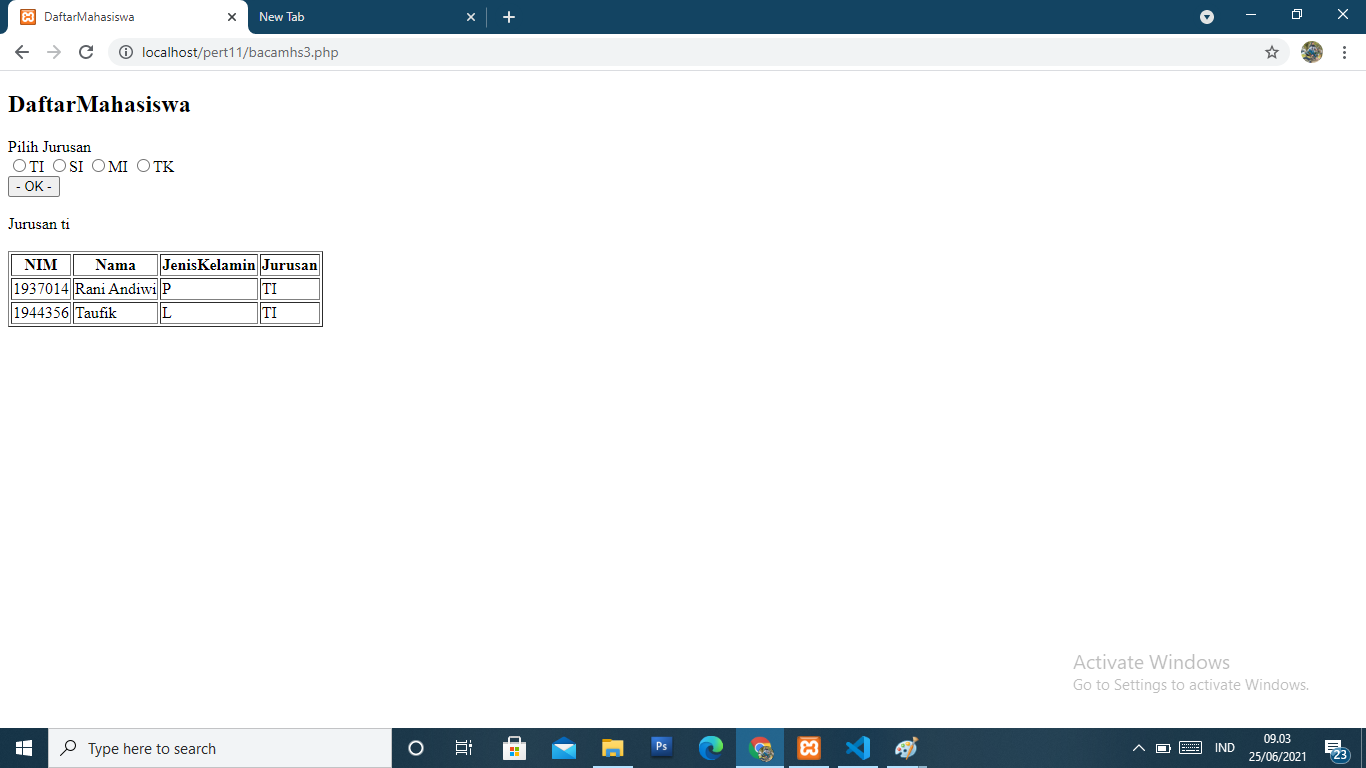 DaftarMahasiswa
New Tab
localhost/pert11/bacamhs3.php
DaftarMahasiswa
Pilih Jurusan
TI SI MI TK
- OK -
Jurusan ti
NIM Nama JenisKelamin Jurusan
1937014 Rani Andiwi P TI
1944356 Taufik L TI
Activate Windows
Go to Settings to activate Windows.
Type here to search
Ps
IND
09.03
25/06/2021
23